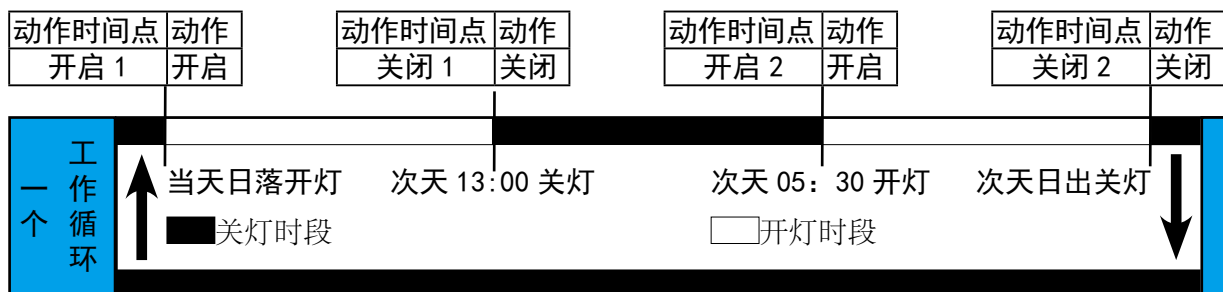 动作时间点 动作
开启 1 开启
动作时间点 动作
关闭 1 关闭
动作时间点 动作
开启 2 开启
动作时间点 动作
关闭 2 关闭
一个
工作循环
当天日落开灯
次天 13:00 关灯
次天 05：30 开灯
次天日出关灯
关灯时段
开灯时段